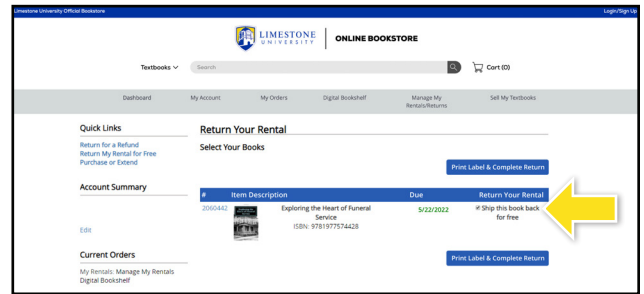 Limestone University Official Bookstore
Login/Sign Up
LIMESTONE
UNIVERSITY
ONLINE BOOKSTORE
Textbooks
Search
Cort (0)
Dashboard
My Account
My Orders
Digital Bookshelf
Manage My
Rentals/Returns
Sell My Textbooks
Quick Links
Return for a Refund
Return My Rental for Free
Purchase or Extend
Account Summary
Edit
Current Orders
My Rentals: Manage My Rentals
Digital Bookshelf
Return Your Rental
Select Your Books
Print Label & Complete Return
# Item Description Due Return Your Rental
2060442
Exploring the Heart of Funeral
Service
ISBN: 9781977574428
5/22/2022
Ship this book back
for free
Print Label & Complete Return